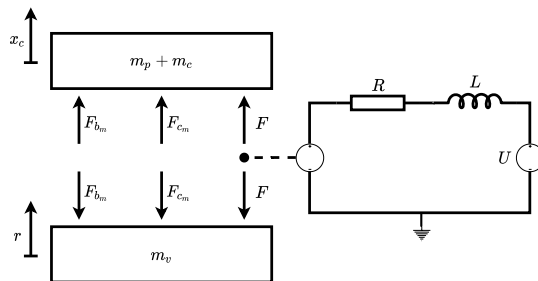 x_c
m_p + m_c
F_{b_m} F_{c_m} F
R
L
U
F_{b_m} F_{c_m} F
r
m_v